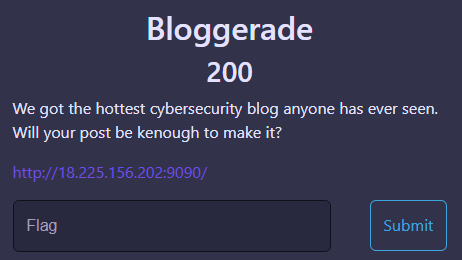 Bloggerade
200
We got the hottest cybersecurity blog anyone has ever seen.
Will your post be kenough to make it?
http://18.225.156.202:9090/
Flag
Submit